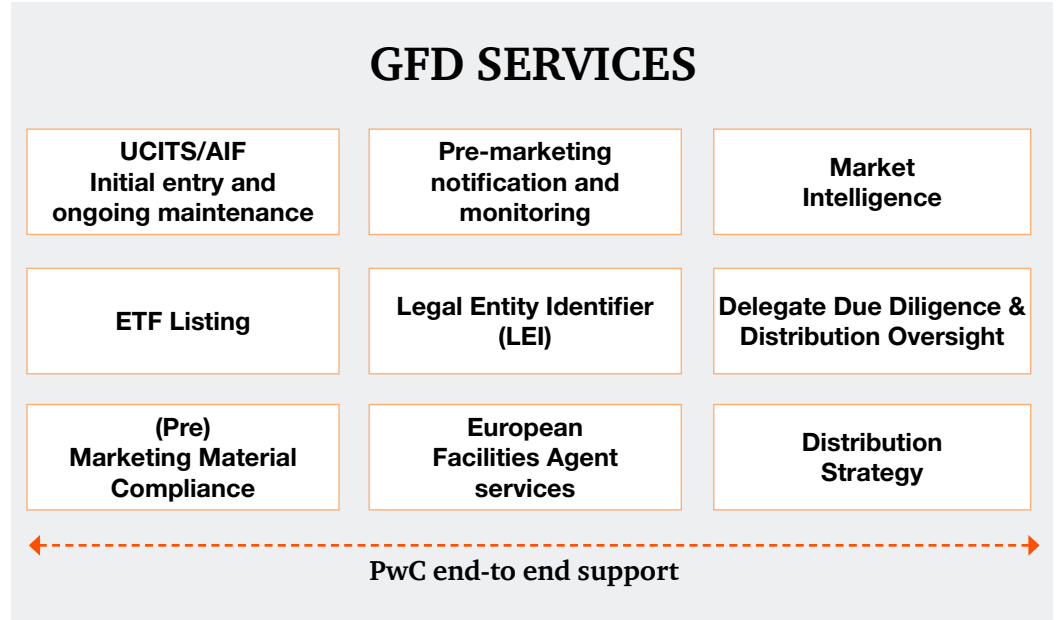 GFD SERVICES
UCITS/AIF
Initial entry and
ongoing maintenance
Pre-marketing
notification and
monitoring
Market
Intelligence
ETF Listing
Legal Entity Identifier
(LEI)
Delegate Due Diligence &
Distribution Oversight
(Pre)
Marketing Material
Compliance
European
Facilities Agent
services
Distribution
Strategy
PwC end-to end support